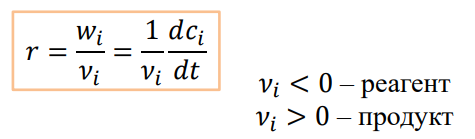 r = w_i/ν_i = 1/ν_i dc_i/dt
ν_i < 0 – реагент
ν_i > 0 – продукт